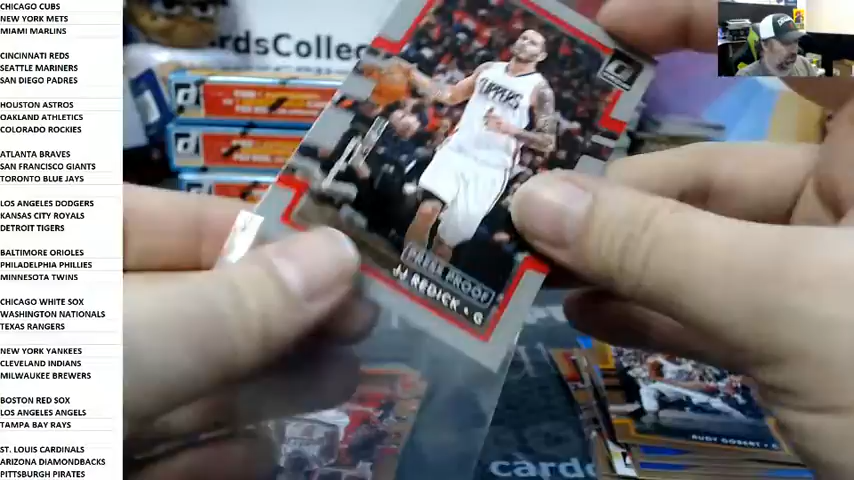 CHICAGO CUBS
NEW YORK METS
MIAMI MARLINS
CINCINNATI REDS
SEATTLE MARINERS
SAN DIEGO PADRES
HOUSTON ASTROS
OAKLAND ATHLETICS
COLORADO ROCKIES
ATLANTA BRAVES
SAN FRANCISCO GIANTS
TORONTO BLUE JAYS
LOS ANGELES DODGERS
KANSAS CITY ROYALS
DETROIT TIGERS
BALTIMORE ORIOLES
PHILADELPHIA PHILLIES
MINNESOTA TWINS
CHICAGO WHITE SOX
WASHINGTON NATIONALS
TEXAS RANGERS
NEW YORK YANKEES
CLEVELAND INDIANS
MILWAUKEE BREWERS
BOSTON RED SOX
LOS ANGELES ANGELS
TAMPA BAY RAYS
ST. LOUIS CARDINALS
ARIZONA DIAMONDBACKS
PITTSBURGH PIRATES
rdsCollec
CLIPPERS
PRESS PROOF
JJ REDICK • G
RUDY GOBERT • C
cardo